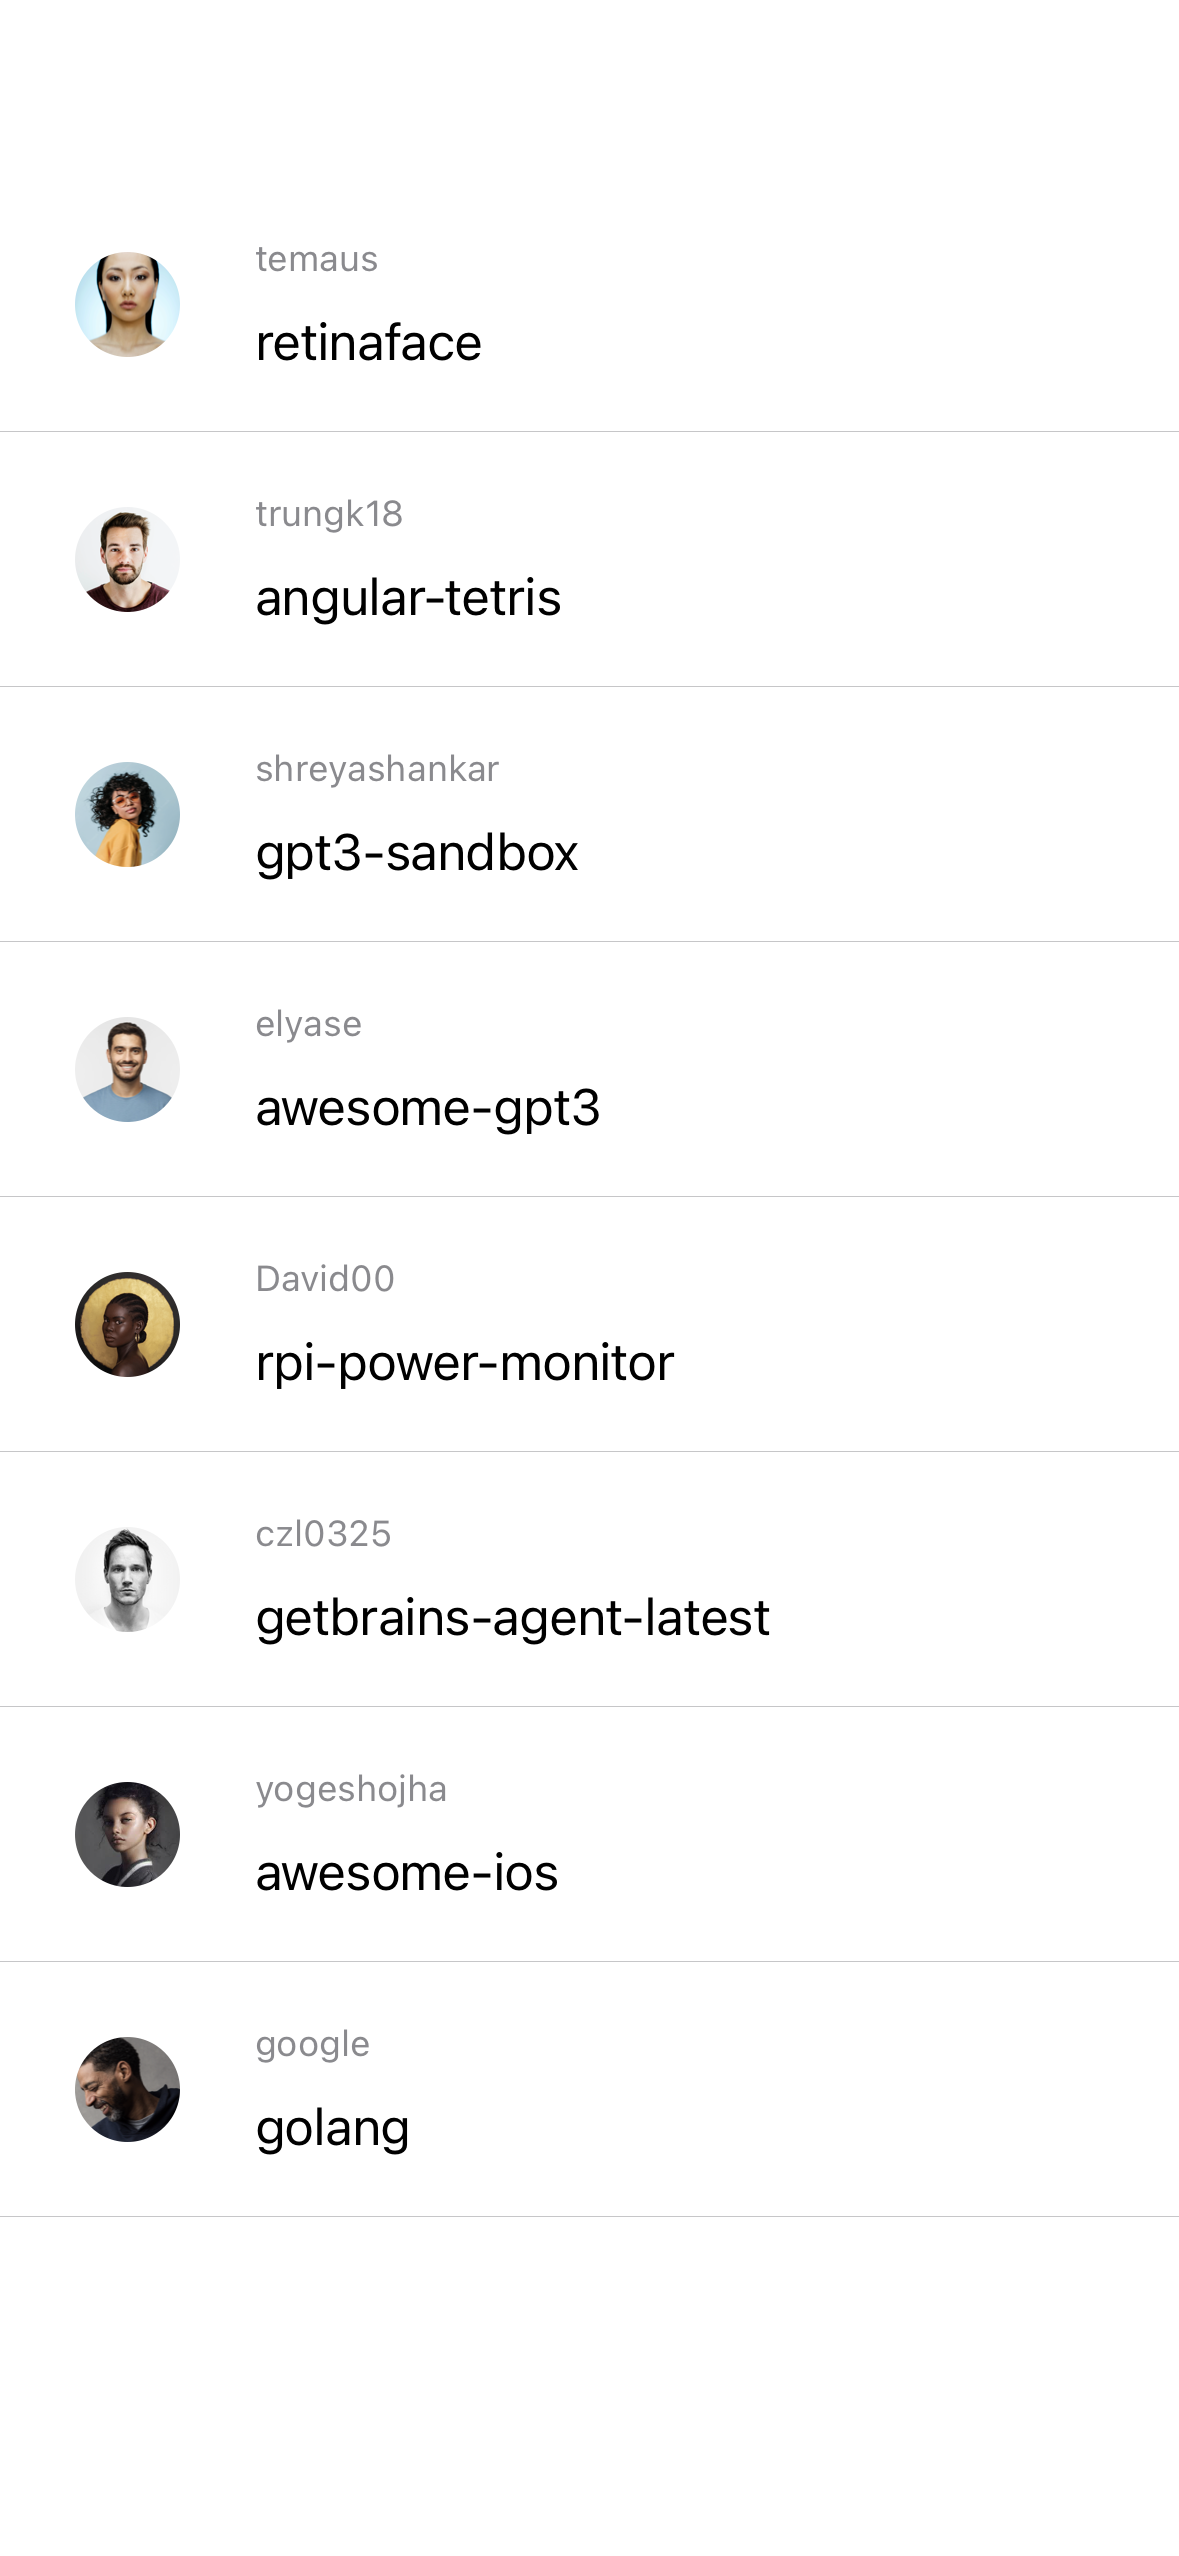 temaus
retinaface
trungk18
angular-tetris
shreyashankar
gpt3-sandbox
elyase
awesome-gpt3
David00
rpi-power-monitor
czl0325
getbrains-agent-latest
yogeshojha
awesome-ios
google
golang